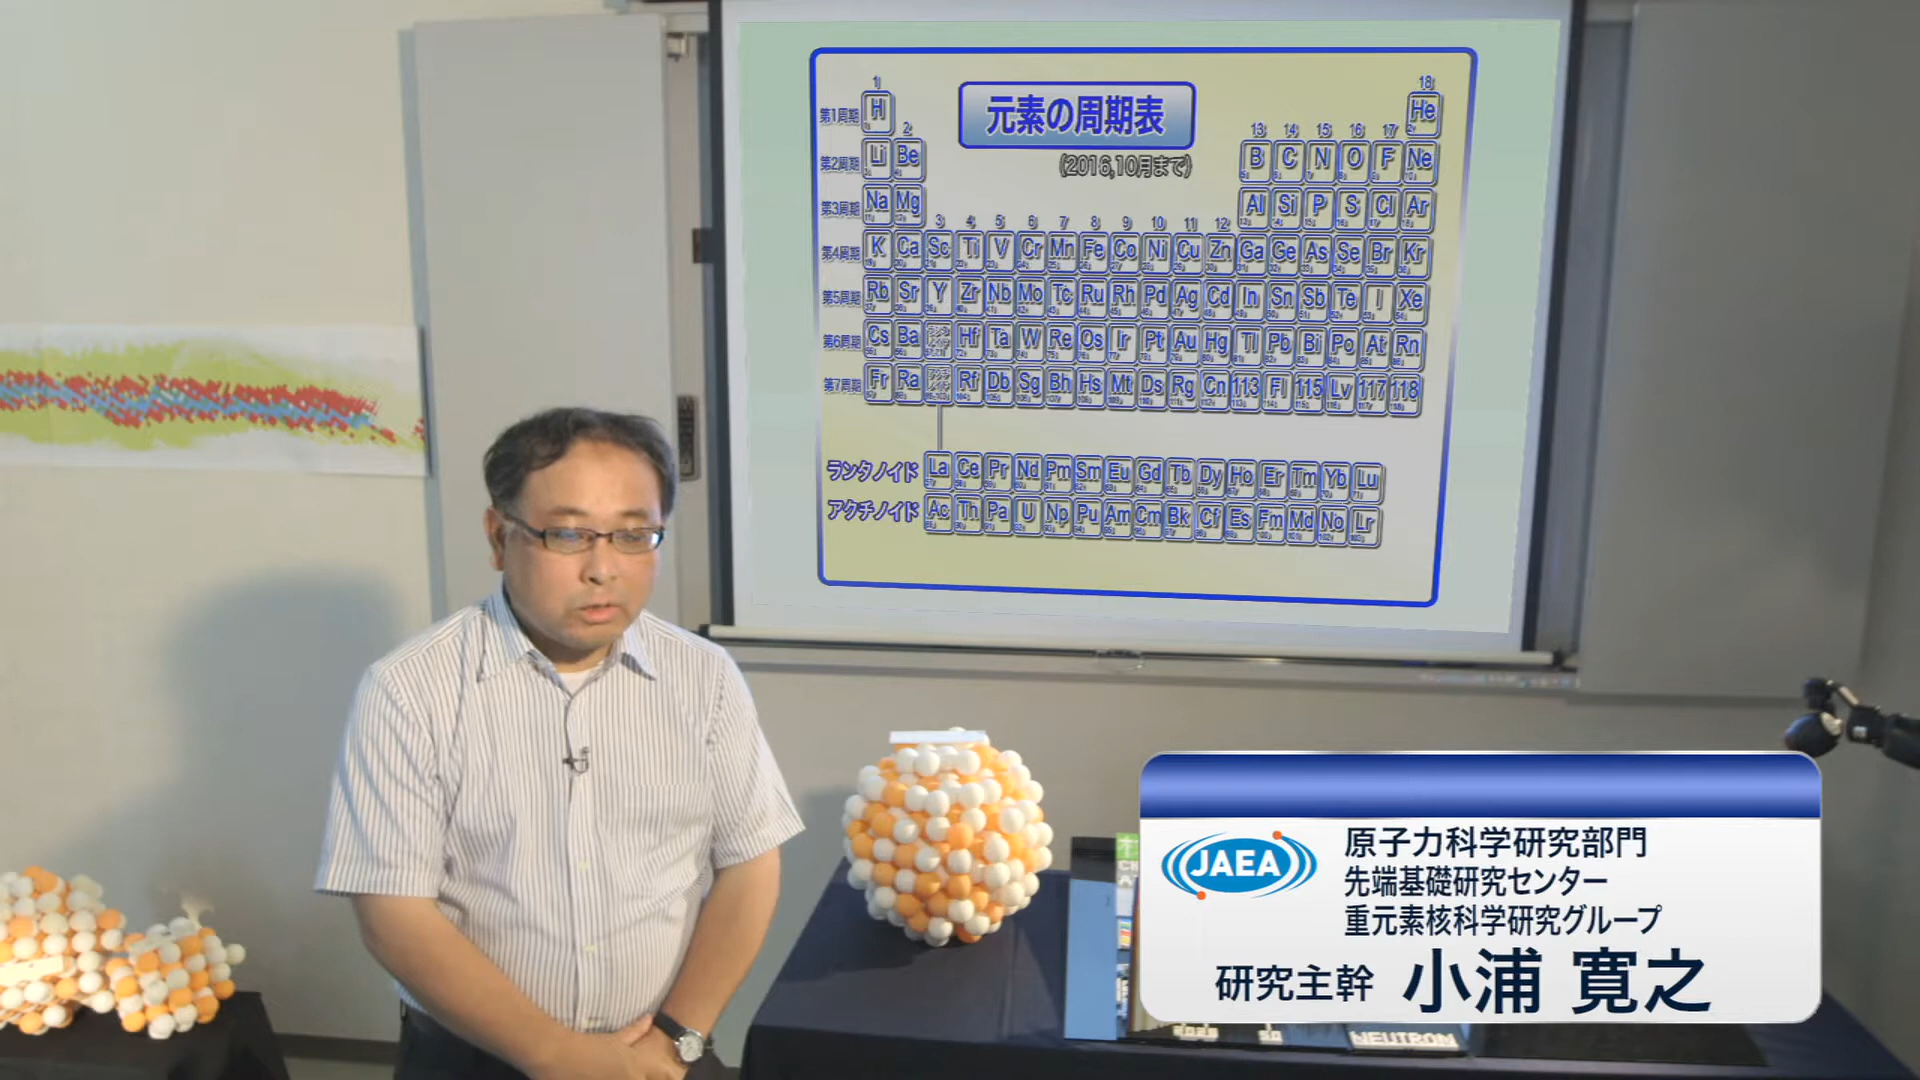 元素の周期表
(2016,10月まで)
1 18
第1周期 H He
2 13 14 15 16 17
第2周期 Li Be B C N O F Ne
第3周期 Na Mg Al Si P S Cl Ar
3 4 5 6 7 8 9 10 11 12
第4周期 K Ca Sc Ti V Cr Mn Fe Co Ni Cu Zn Ga Ge As Se Br Kr
第5周期 Rb Sr Y Zr Nb Mo Tc Ru Rh Pd Ag Cd In Sn Sb Te I Xe
第6周期 Cs Ba Hf Ta W Re Os Ir Pt Au Hg Tl Pb Bi Po At Rn
第7周期 Fr Ra Rf Db Sg Bh Hs Mt Ds Rg Cn 113 Fl 115 Lv 117 118
ランタノイド La Ce Pr Nd Pm Sm Eu Gd Tb Dy Ho Er Tm Yb Lu
アクチノイド Ac Th Pa U Np Pu Am Cm Bk Cf Es Fm Md No Lr
JAEA
原子力科学研究部門
先端基礎研究センター
重元素核科学研究グループ
研究主幹 小浦 寛之
NEUTRON